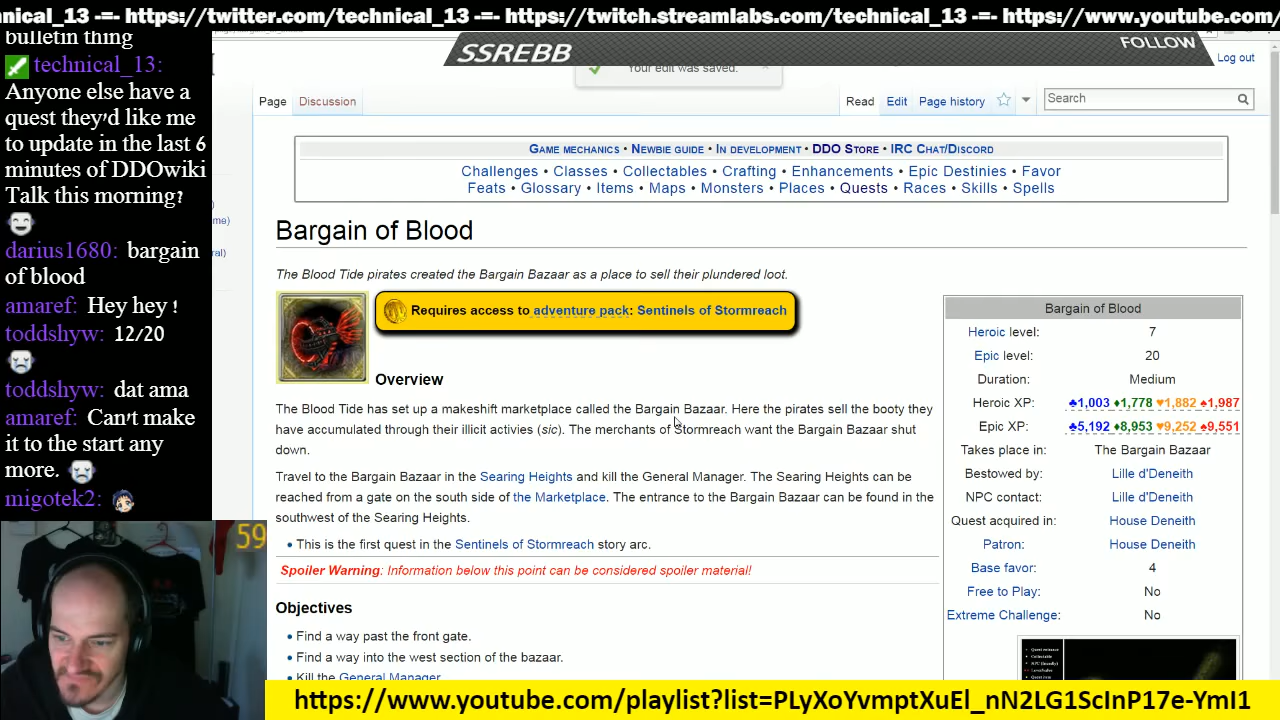 nical_13 -=- https://twitter.com/technical_13 -=- https://twitch.streamlabs.com/technical_13 -=- https://www.youtube.com/
bulletin thing
technical_13:
Anyone else have a
quest they'd like me
to update in the last 6
minutes of DDOwiki
Talk this morning?
darius1680: bargain
of blood
amaref: Hey hey !
toddshyw: 12/20
toddshyw: dat ama
amaref: Can't make
it to the start any
more.
migotek2:
59
SSREBB
FOLLOW
Your edit was saved.
Log out
Page Discussion
Read Edit Page history
Search
Game mechanics • Newbie guide • In development • DDO Store • IRC Chat/Discord
Challenges • Classes • Collectables • Crafting • Enhancements • Epic Destinies • Favor
Feats • Glossary • Items • Maps • Monsters • Places • Quests • Races • Skills • Spells
Bargain of Blood
The Blood Tide pirates created the Bargain Bazaar as a place to sell their plundered loot.
Requires access to adventure pack: Sentinels of Stormreach
Overview
The Blood Tide has set up a makeshift marketplace called the Bargain Bazaar. Here the pirates sell the booty they
have accumulated through their illicit activies (sic). The merchants of Stormreach want the Bargain Bazaar shut
down.
Travel to the Bargain Bazaar in the Searing Heights and kill the General Manager. The Searing Heights can be
reached from a gate on the south side of the Marketplace. The entrance to the Bargain Bazaar can be found in the
southwest of the Searing Heights.
• This is the first quest in the Sentinels of Stormreach story arc.
Spoiler Warning: Information below this point can be considered spoiler material!
Objectives
• Find a way past the front gate.
• Find a way into the west section of the bazaar.
• Kill the General Manager.
Bargain of Blood
Heroic level: 7
Epic level: 20
Duration: Medium
Heroic XP: ♣1,003 ♦1,778 ♥1,882 ♠1,987
Epic XP: ♣5,192 ♦8,953 ♥9,252 ♠9,551
Takes place in: The Bargain Bazaar
Bestowed by: Lille d'Deneith
NPC contact: Lille d'Deneith
Quest acquired in: House Deneith
Patron: House Deneith
Base favor: 4
Free to Play: No
Extreme Challenge: No
https://www.youtube.com/playlist?list=PLyXoYvmptXuEl_nN2LG1ScInP17e-YmI1